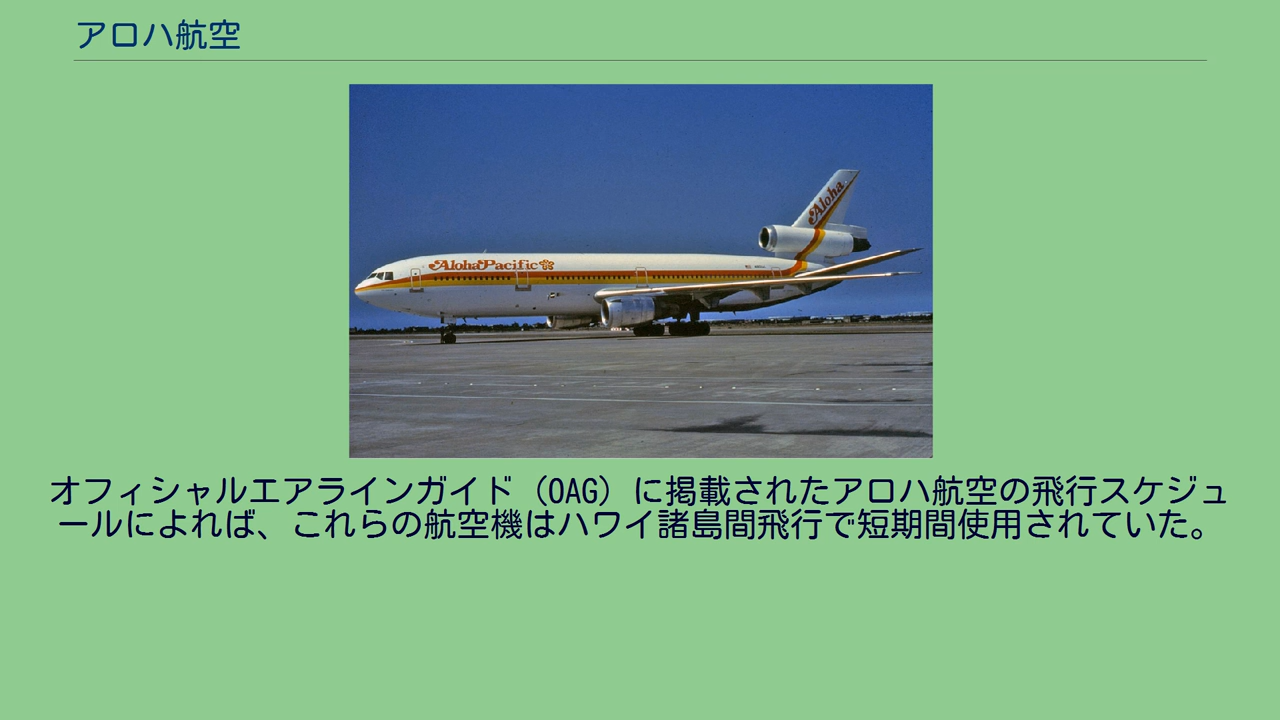 アロハ航空
Aloha
AlohaPacific
オフィシャルエアラインガイド（OAG）に掲載されたアロハ航空の飛行スケジュ
ールによれば、これらの航空機はハワイ諸島間飛行で短期間使用されていた。